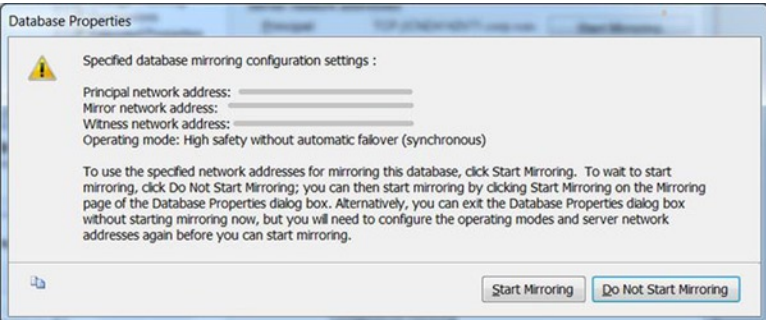 Database Properties
Specified database mirroring configuration settings :
Principal network address:
Mirror network address:
Witness network address:
Operating mode: High safety without automatic failover (synchronous)
To use the specified network addresses for mirroring this database, click Start Mirroring. To wait to start
mirroring, click Do Not Start Mirroring; you can then start mirroring by clicking Start Mirroring on the Mirroring
page of the Database Properties dialog box. Alternatively, you can exit the Database Properties dialog box
without starting mirroring now, but you will need to configure the operating modes and server network
addresses again before you can start mirroring.
Start Mirroring Do Not Start Mirroring